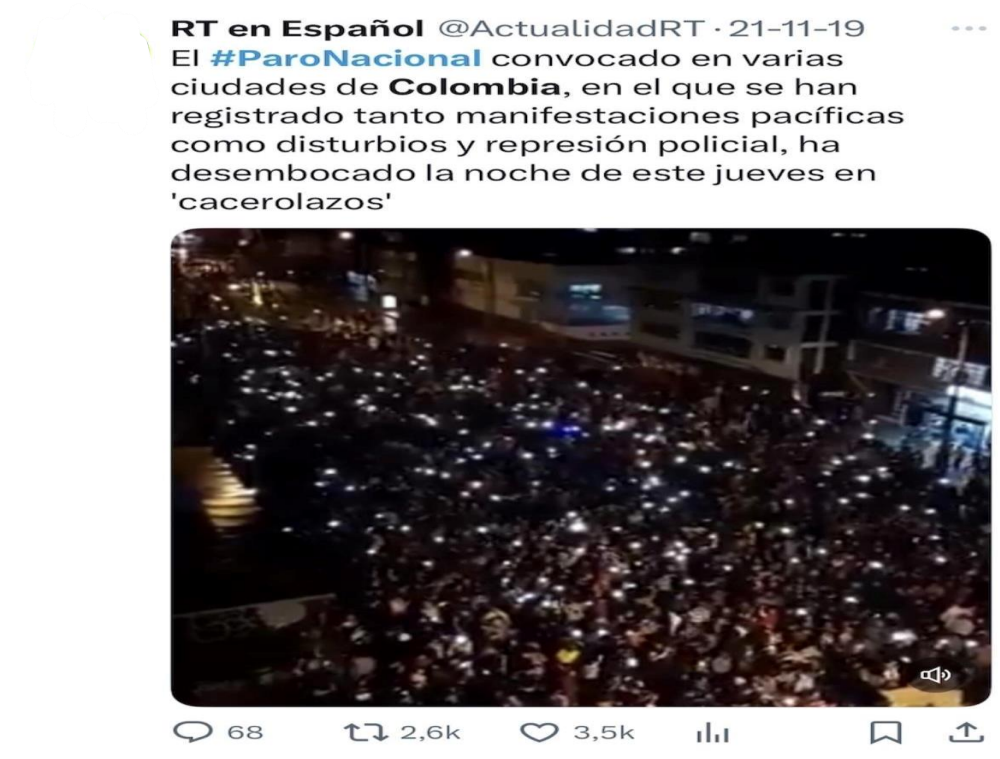 RT en Español @ActualidadRT · 21-11-19
El #ParoNacional convocado en varias
ciudades de Colombia, en el que se han
registrado tanto manifestaciones pacíficas
como disturbios y represión policial, ha
desembocado la noche de este jueves en
'cacerolazos'
68 2,6k 3,5k